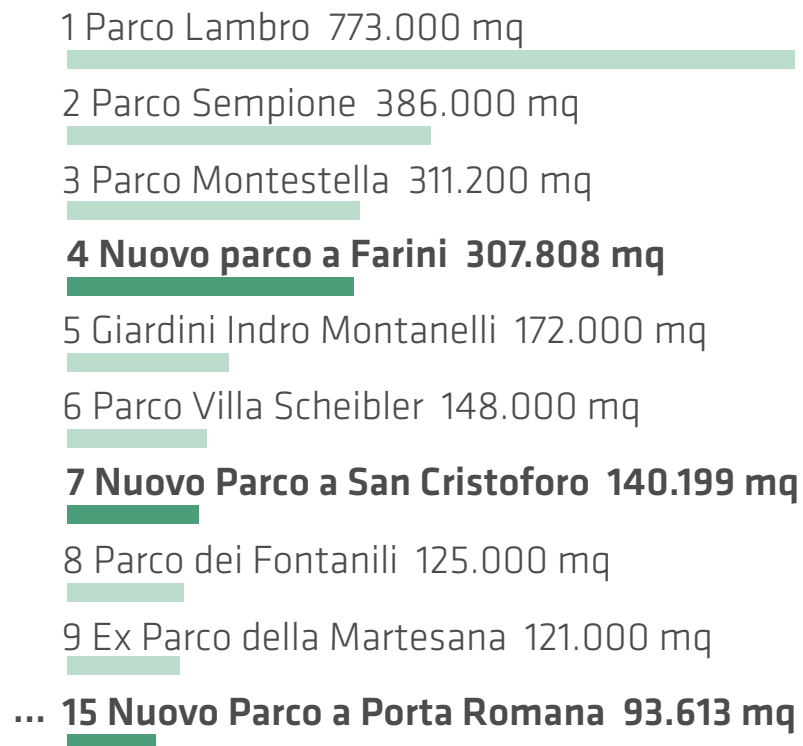 1 Parco Lambro 773.000 mq
2 Parco Sempione 386.000 mq
3 Parco Montestella 311.200 mq
4 Nuovo parco a Farini 307.808 mq
5 Giardini Indro Montanelli 172.000 mq
6 Parco Villa Scheibler 148.000 mq
7 Nuovo Parco a San Cristoforo 140.199 mq
8 Parco dei Fontanili 125.000 mq
9 Ex Parco della Martesana 121.000 mq
... 15 Nuovo Parco a Porta Romana 93.613 mq